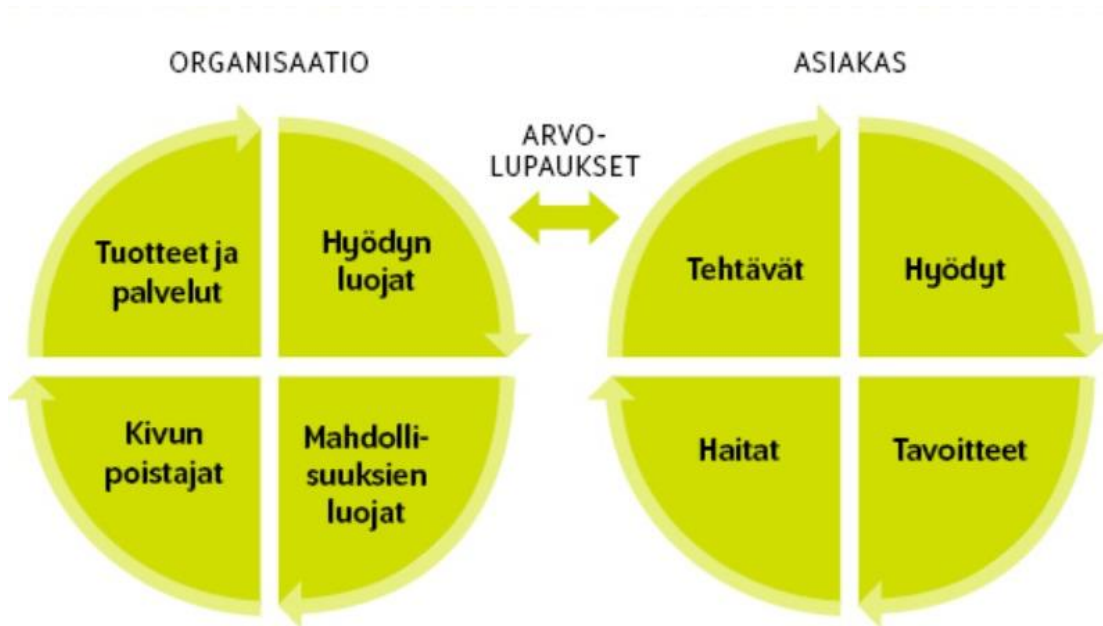 ORGANISAATIO
ASIAKAS
ARVO-
LUPAUKSET
Tuotteet ja
palvelut
Hyödyn
luojat
Kivun
poistajat
Mahdolli-
suuksien
luojat
Tehtävät
Hyödyt
Haitat
Tavoitteet